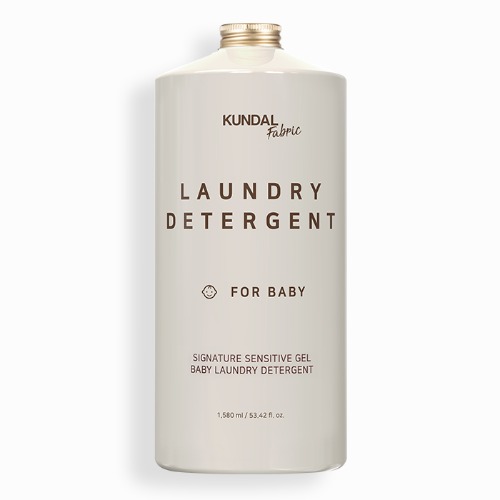 KUNDAL
Fabric
LAUNDRY
DETERGENT
FOR BABY
SIGNATURE SENSITIVE GEL
BABY LAUNDRY DETERGENT
1,580 ml / 53.42 fl. oz.